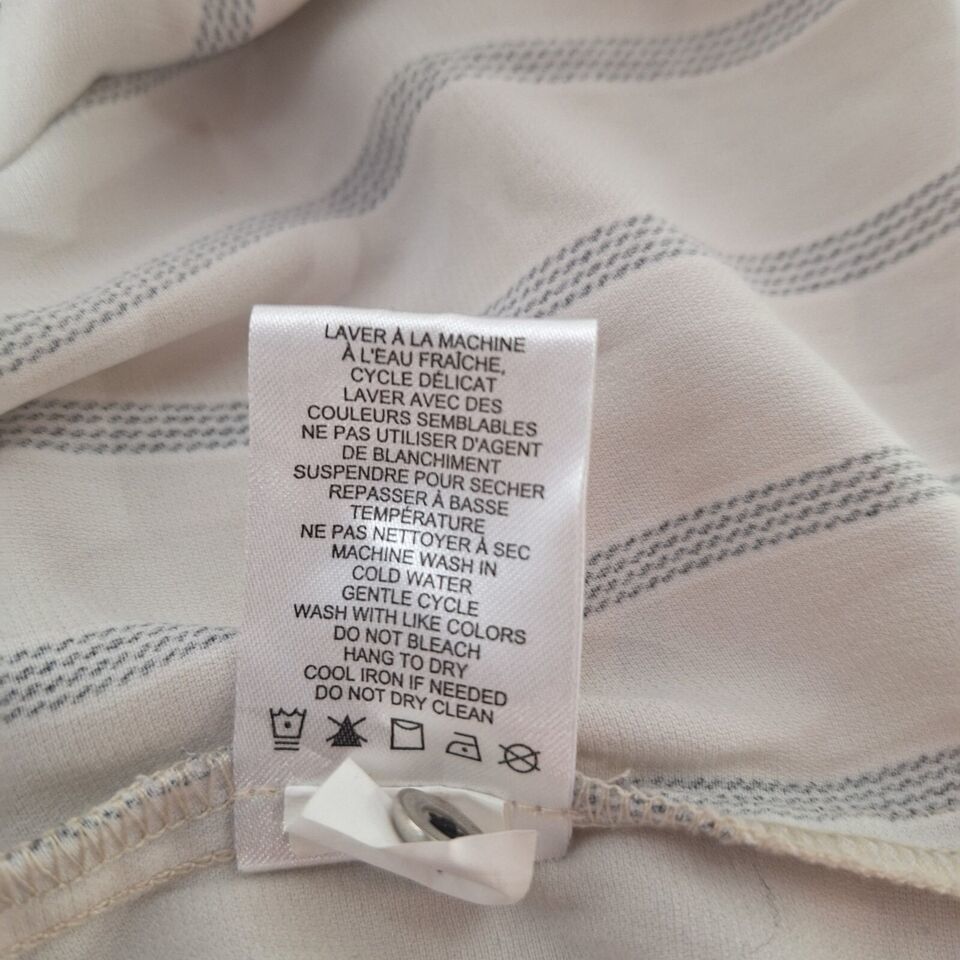 LAVER À LA MACHINE
À L'EAU FRAÎCHE,
CYCLE DÉLICAT
LAVER AVEC DES
COULEURS SEMBLABLES
NE PAS UTILISER D'AGENT
DE BLANCHIMENT
SUSPENDRE POUR SECHER
REPASSER À BASSE
TEMPÉRATURE
NE PAS NETTOYER À SEC
MACHINE WASH IN
COLD WATER
GENTLE CYCLE
WASH WITH LIKE COLORS
DO NOT BLEACH
HANG TO DRY
COOL IRON IF NEEDED
DO NOT DRY CLEAN